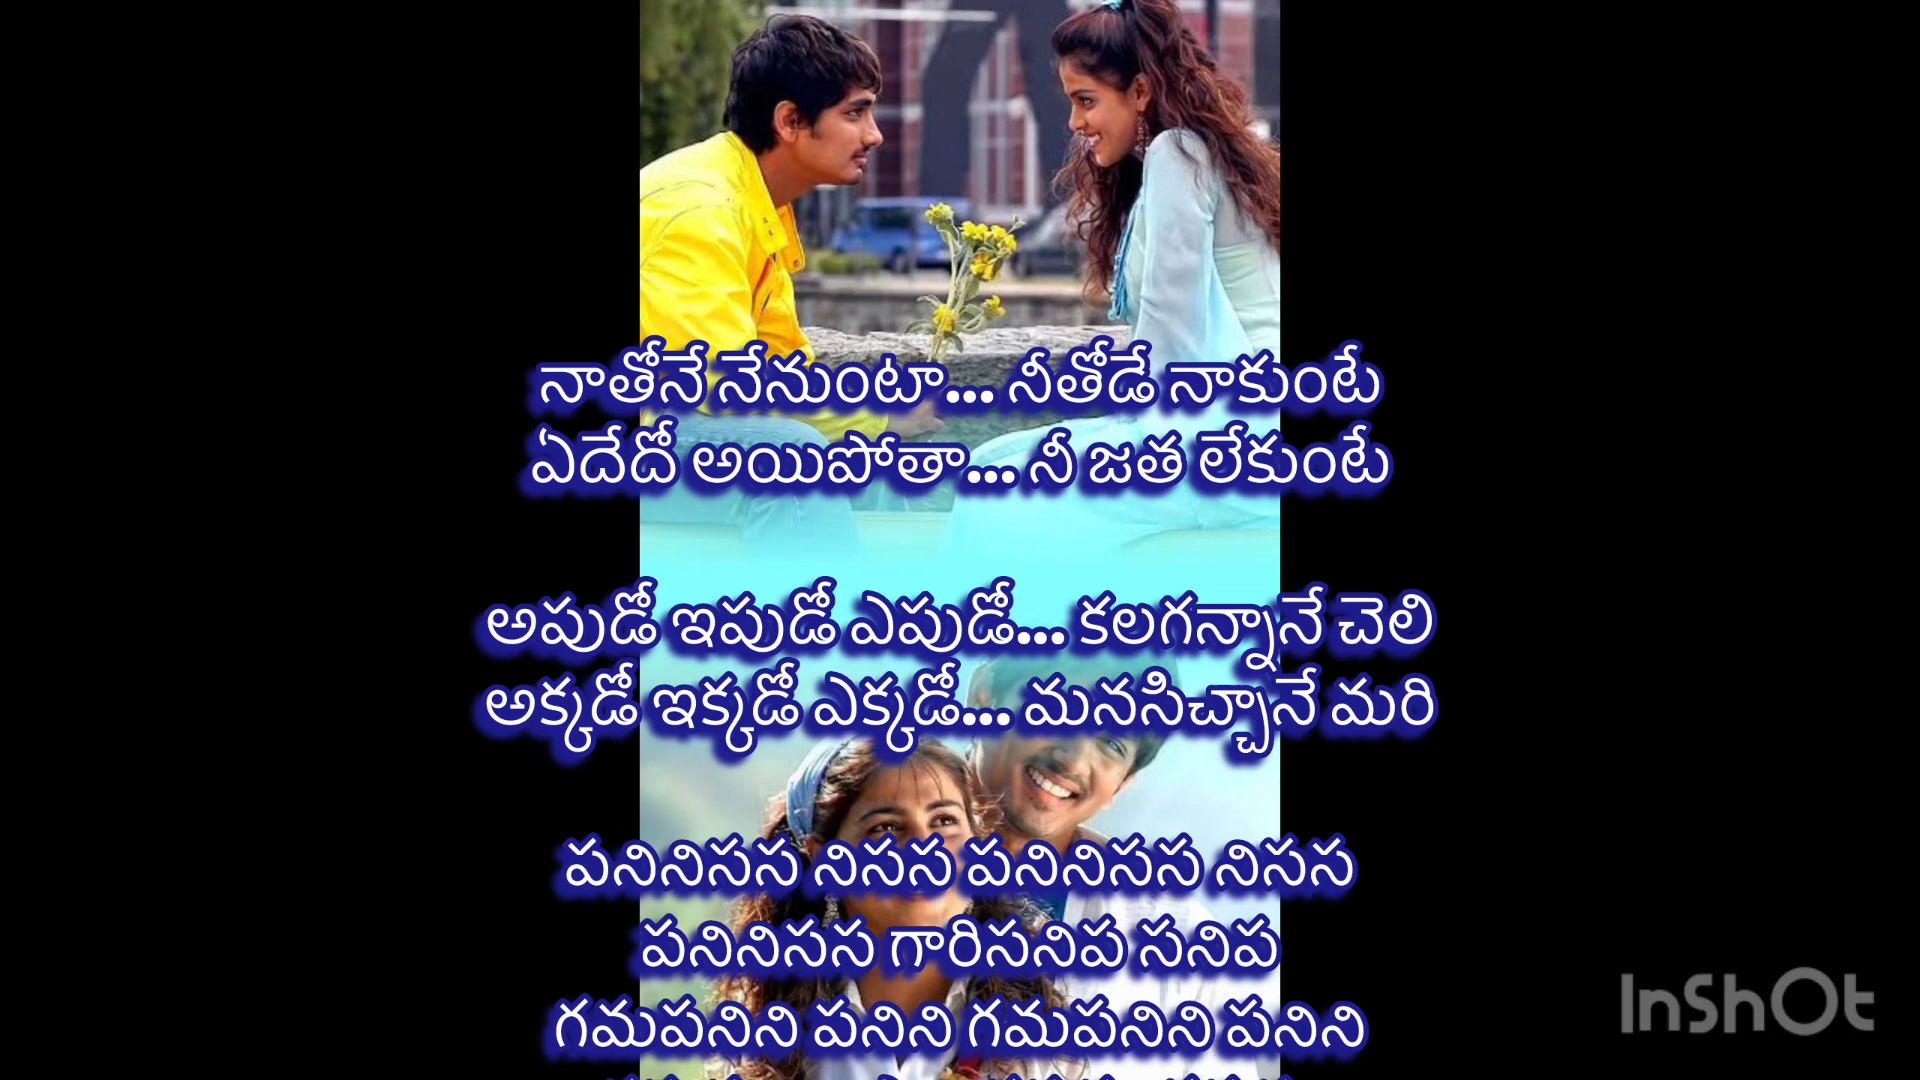 నాతోనే నేనుంటా... నీతోడే నాకుంటే
ఏదేదో అయిపోతా... నీ జత లేకుంటే
అపుడో ఇపుడో ఎపుడో... కలగన్నానే చెలి
అక్కడో ఇక్కడో ఎక్కడో... మనసిచ్చానే మరి
పనినిసస నిసస పనినిసస నిసస
పనినిసస గారిసనిప సనిప
గమపనిని పనిని గమపనిని పనిని
InShOt